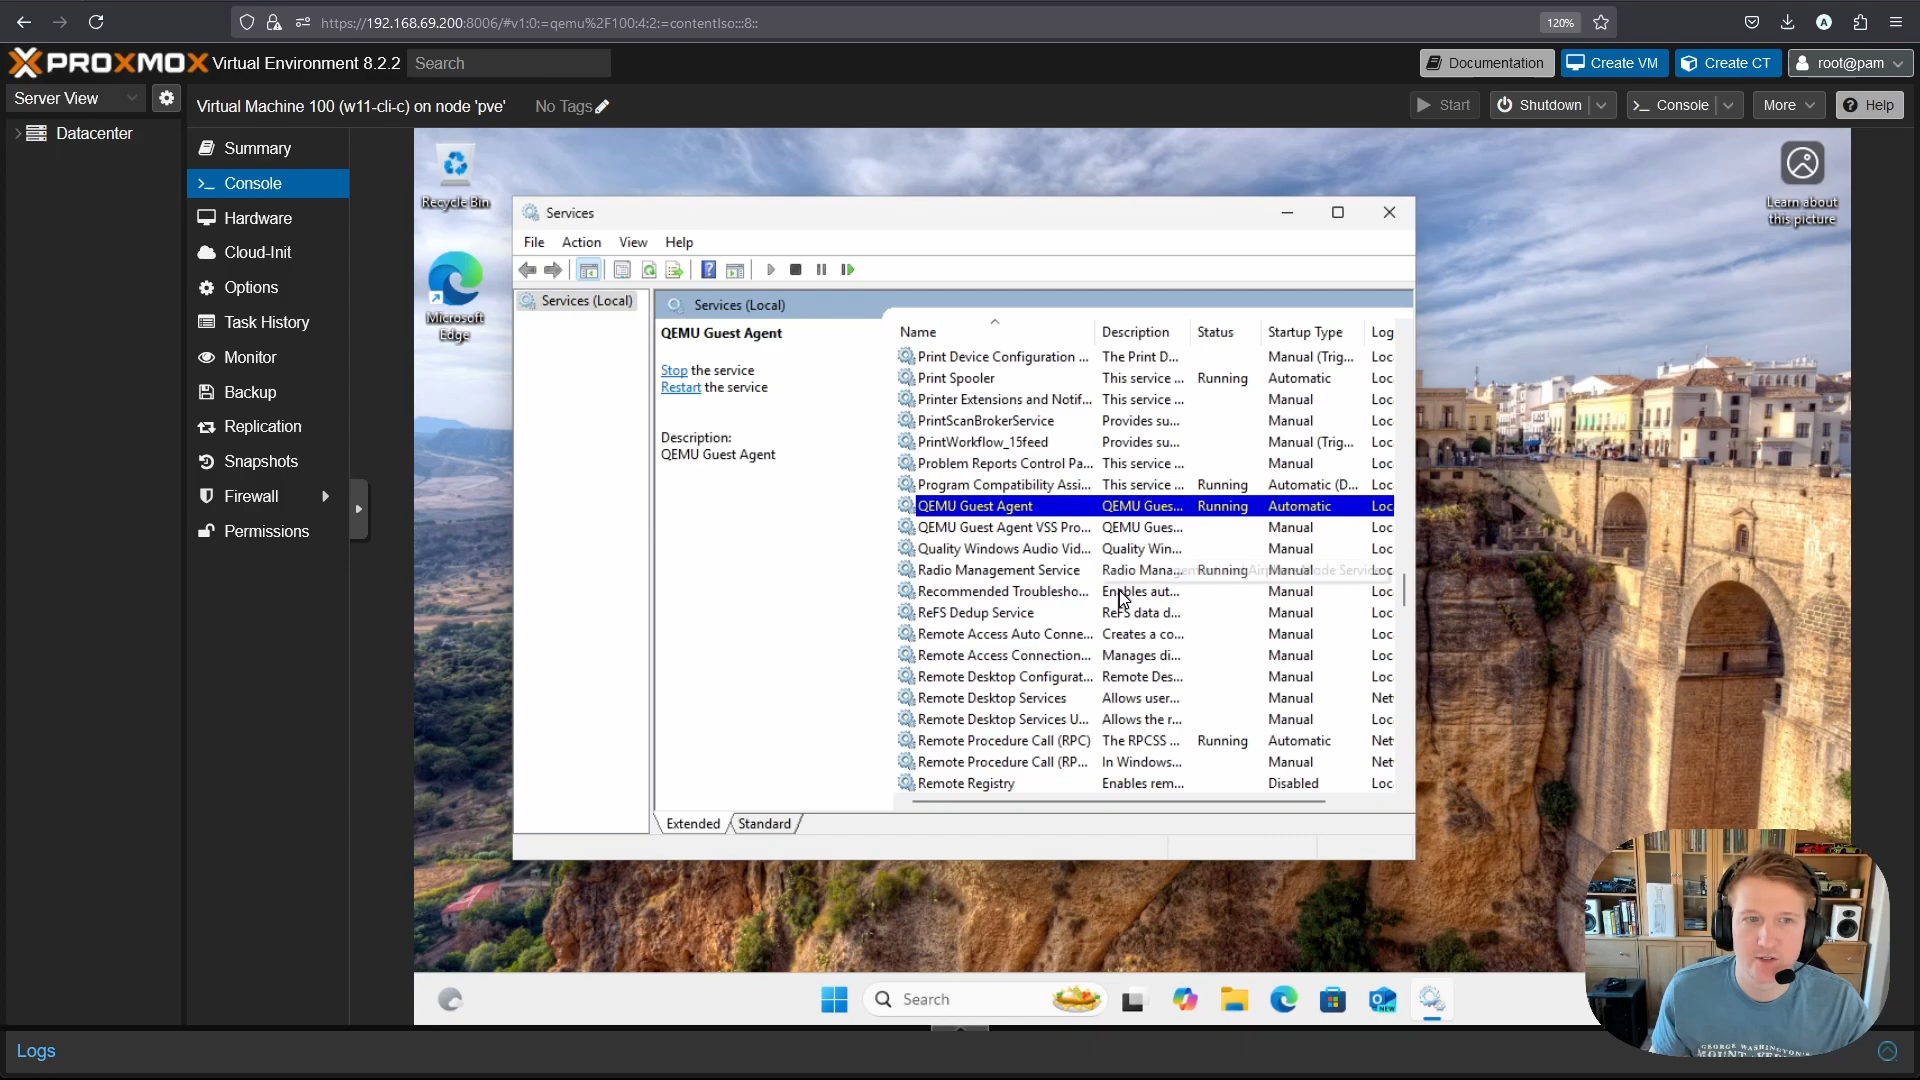 https://192.168.69.200:8006/#v1:0:=qemu%2F100:4:2:=contentIso:::8::
120%
A
PROXMOX Virtual Environment 8.2.2 Search
Documentation Create VM Create CT root@pam
Server View
Virtual Machine 100 (w11-cli-c) on node 'pve' No Tags
Start Shutdown Console More Help
Datacenter
Summary
Console
Hardware
Cloud-Init
Options
Task History
Monitor
Backup
Replication
Snapshots
Firewall
Permissions
Recycle Bin
Microsoft
Edge
Learn about
this picture
Services
File Action View Help
Services (Local)
Services (Local)
QEMU Guest Agent
Stop the service
Restart the service
Description:
QEMU Guest Agent
Name Description Status Startup Type Log
Print Device Configuration ... The Print D... Manual (Trig... Loc
Print Spooler This service ... Running Automatic Loc
Printer Extensions and Notif... This service ... Manual Loc
PrintScanBrokerService Provides su... Manual Loc
PrintWorkflow_15feed Provides su... Manual (Trig... Loc
Problem Reports Control Pa... This service ... Manual Loc
Program Compatibility Assi... This service ... Running Automatic (D... Loc
QEMU Guest Agent QEMU Gues... Running Automatic Loc
QEMU Guest Agent VSS Pro... QEMU Gues... Manual Loc
Quality Windows Audio Vid... Quality Win... Manual Loc
Radio Management Service Radio Mana... Running Manual Loc
Recommended Troublesho... Enables aut... Manual Loc
ReFS Dedup Service ReFS data d... Manual Loc
Remote Access Auto Conne... Creates a co... Manual Loc
Remote Access Connection... Manages di... Manual Loc
Remote Desktop Configurat... Remote Des... Manual Loc
Remote Desktop Services Allows user... Manual Net
Remote Desktop Services U... Allows the r... Manual Loc
Remote Procedure Call (RPC) The RPCSS ... Running Automatic Net
Remote Procedure Call (RP... In Windows... Manual Net
Remote Registry Enables rem... Disabled Loc
Extended Standard
Search
NEW
GEORGE WASHINGTON'S
MOUNT
Logs